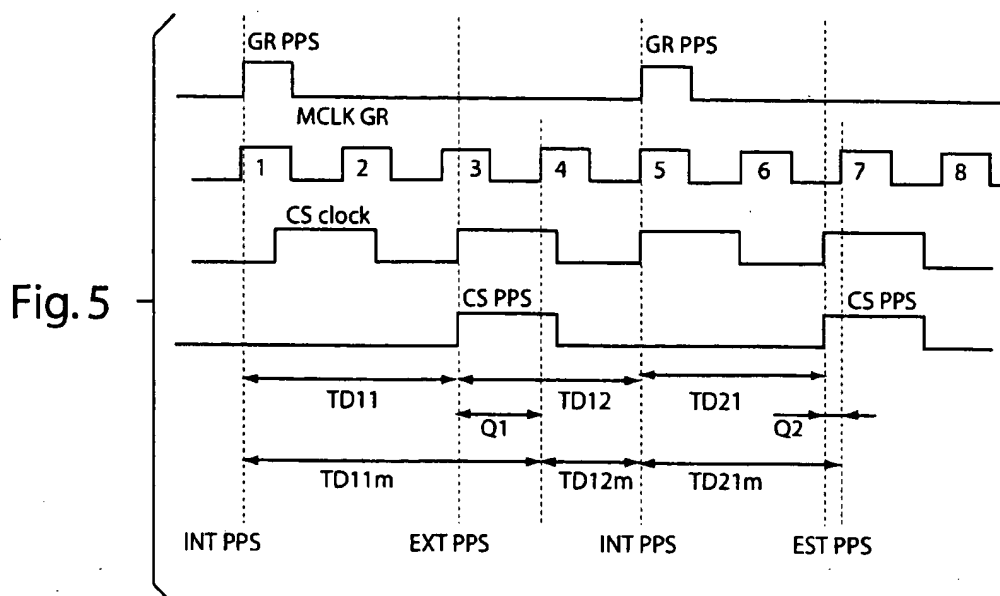 GR PPS
GR PPS
MCLK GR
1 2 3 4 5 6 7 8
CS clock
Fig. 5
CS PPS
CS PPS
TD11
TD12
TD21
Q1
Q2
TD11m
TD12m
TD21m
INT PPS
EXT PPS
INT PPS
EST PPS